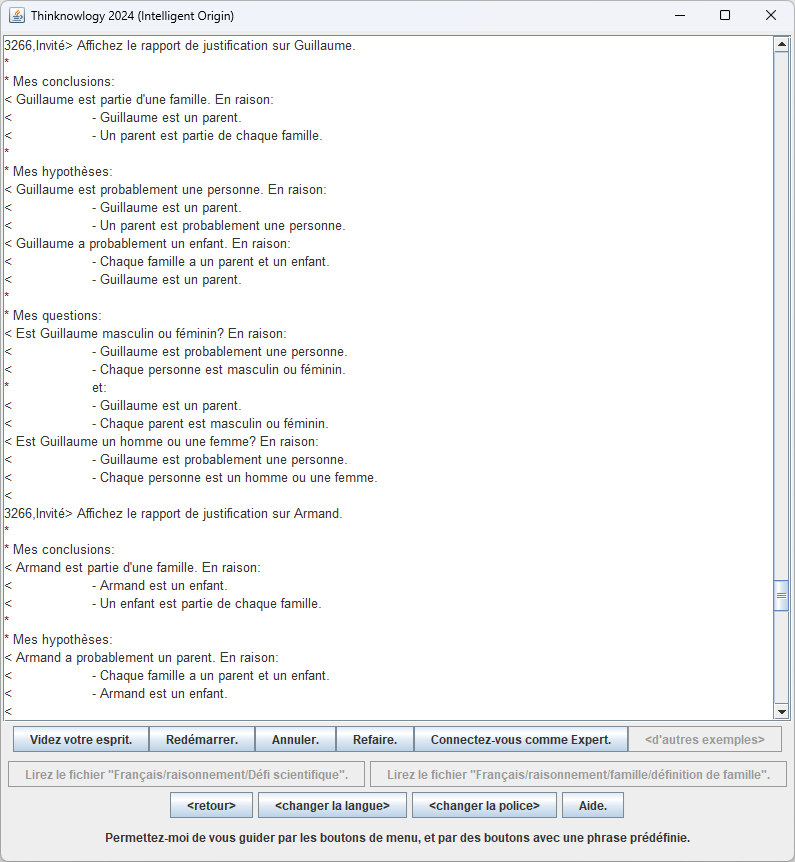 Thinknowlogy 2024 (Intelligent Origin)
3266,Invité> Affichez le rapport de justification sur Guillaume.
*
* Mes conclusions:
< Guillaume est partie d'une famille. En raison:
< - Guillaume est un parent.
< - Un parent est partie de chaque famille.
*
* Mes hypothèses:
< Guillaume est probablement une personne. En raison:
< - Guillaume est un parent.
< - Un parent est probablement une personne.
< Guillaume a probablement un enfant. En raison:
< - Chaque famille a un parent et un enfant.
< - Guillaume est un parent.
*
* Mes questions:
< Est Guillaume masculin ou féminin? En raison:
< - Guillaume est probablement une personne.
< - Chaque personne est masculin ou féminin.
* et:
< - Guillaume est un parent.
< - Chaque parent est masculin ou féminin.
< Est Guillaume un homme ou une femme? En raison:
< - Guillaume est probablement une personne.
< - Chaque personne est un homme ou une femme.
<
3266,Invité> Affichez le rapport de justification sur Armand.
*
* Mes conclusions:
< Armand est partie d'une famille. En raison:
< - Armand est un enfant.
< - Un enfant est partie de chaque famille.
*
* Mes hypothèses:
< Armand a probablement un parent. En raison:
< - Chaque famille a un parent et un enfant.
< - Armand est un enfant.
<
Videz votre esprit. Redémarrer. Annuler. Refaire. Connectez-vous comme Expert. <d'autres exemples>
Lirez le fichier "Français/raisonnement/Défi scientifique". Lirez le fichier "Français/raisonnement/famille/définition de famille".
<retour> <changer la langue> <changer la police> Aide.
Permettez-moi de vous guider par les boutons de menu, et par des boutons avec une phrase prédéfinie.